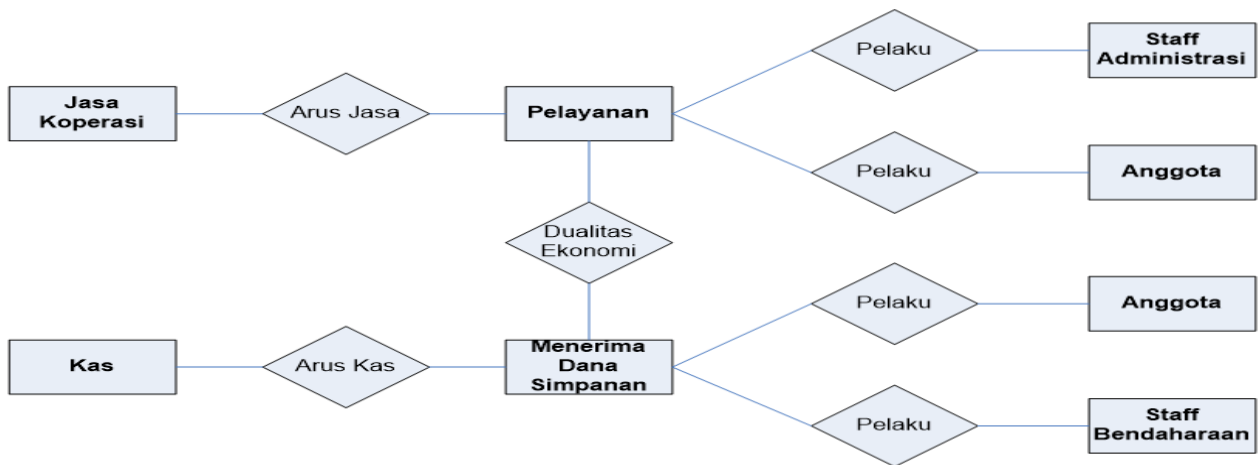 Pelaku
Staff
Administrasi
Jasa
Koperasi
Arus Jasa
Pelayanan
Pelaku
Anggota
Dualitas
Ekonomi
Pelaku
Anggota
Kas
Arus Kas
Menerima
Dana
Simpanan
Pelaku
Staff
Bendaharaan